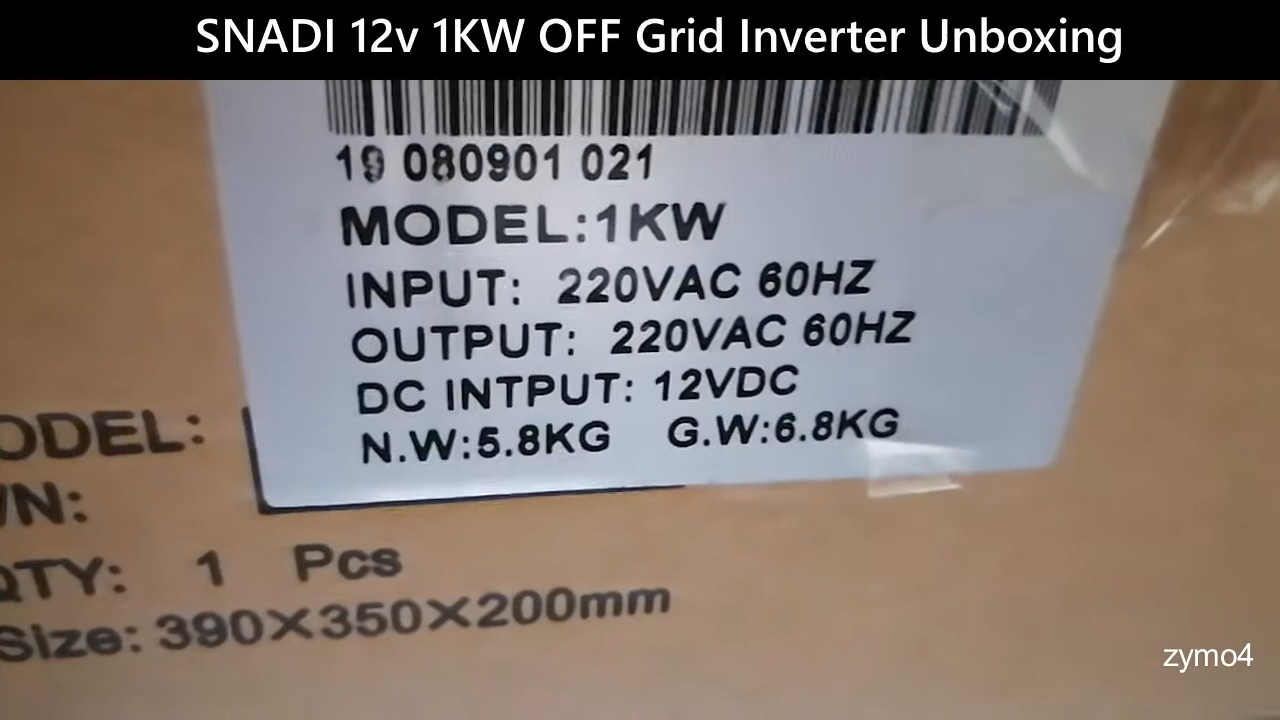 SNADI 12v 1KW OFF Grid Inverter Unboxing
19 080901 021
MODEL:1KW
INPUT: 220VAC 60HZ
OUTPUT: 220VAC 60HZ
DC INTPUT: 12VDC
N.W:5.8KG G.W:6.8KG
ODEL:
/N:
QTY: 1 Pcs
Size: 390X350X200mm
zymo4